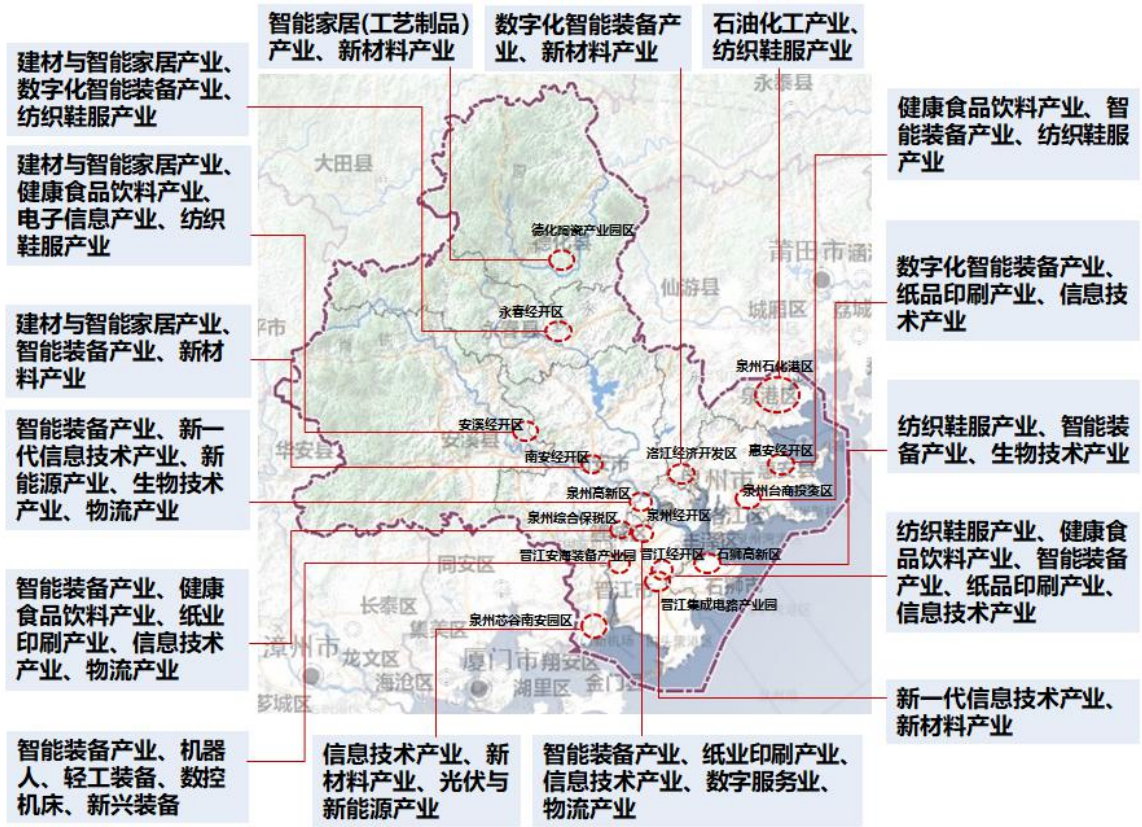 智能家居(工艺制品)
产业、新材料产业
数字化智能装备产
业、新材料产业
石油化工产业、
纺织鞋服产业
建材与智能家居产业、
数字化智能装备产业、
纺织鞋服产业
建材与智能家居产业、
健康食品饮料产业、
电子信息产业、纺织
鞋服产业
建材与智能家居产业、
智能装备产业、新材
料产业
智能装备产业、新一
代信息技术产业、新
能源产业、生物技术
产业、物流产业
智能装备产业、健康
食品饮料产业、纸业
印刷产业、信息技术
产业、物流产业
智能装备产业、机器
人、轻工装备、数控
机床、新兴装备
信息技术产业、新
材料产业、光伏与
新能源产业
智能装备产业、纸业印刷产业、
信息技术产业、数字服务业、
物流产业
健康食品饮料产业、智
能装备产业、纺织鞋服
产业
数字化智能装备产业、
纸品印刷产业、信息技
术产业
纺织鞋服产业、智能装
备产业、生物技术产业
纺织鞋服产业、健康食
品饮料产业、智能装备
产业、纸品印刷产业、
信息技术产业
新一代信息技术产业、
新材料产业
永泰县
大田县
德化陶瓷产业园区
德化县
莆田市
仙游县
城厢区
荔城
永春经开区
永春县
泉州石化港区
泉港区
安溪经开区
安溪县
华安县
南安经开区
洛江经济开发区
惠安经开区
泉州市
泉州高新区
泉州台商投资区
泉州综合保税区
泉州经开区
晋江安海装备产业园
晋江经开区
石狮高新区
同安区
晋江市
石狮市
晋江集成电路产业园
长泰区
集美区
泉州芯谷南安园区
漳州市
龙文区
厦门市
翔安区
海沧区
湖里区
金门县
芗城区